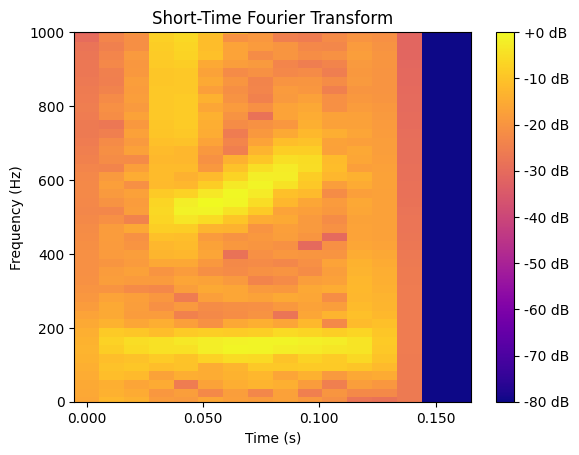 Short-Time Fourier Transform
Frequency (Hz)
1000
800
600
400
200
0
0.000
0.050
0.100
0.150
Time (s)
+0 dB
-10 dB
-20 dB
-30 dB
-40 dB
-50 dB
-60 dB
-70 dB
-80 dB